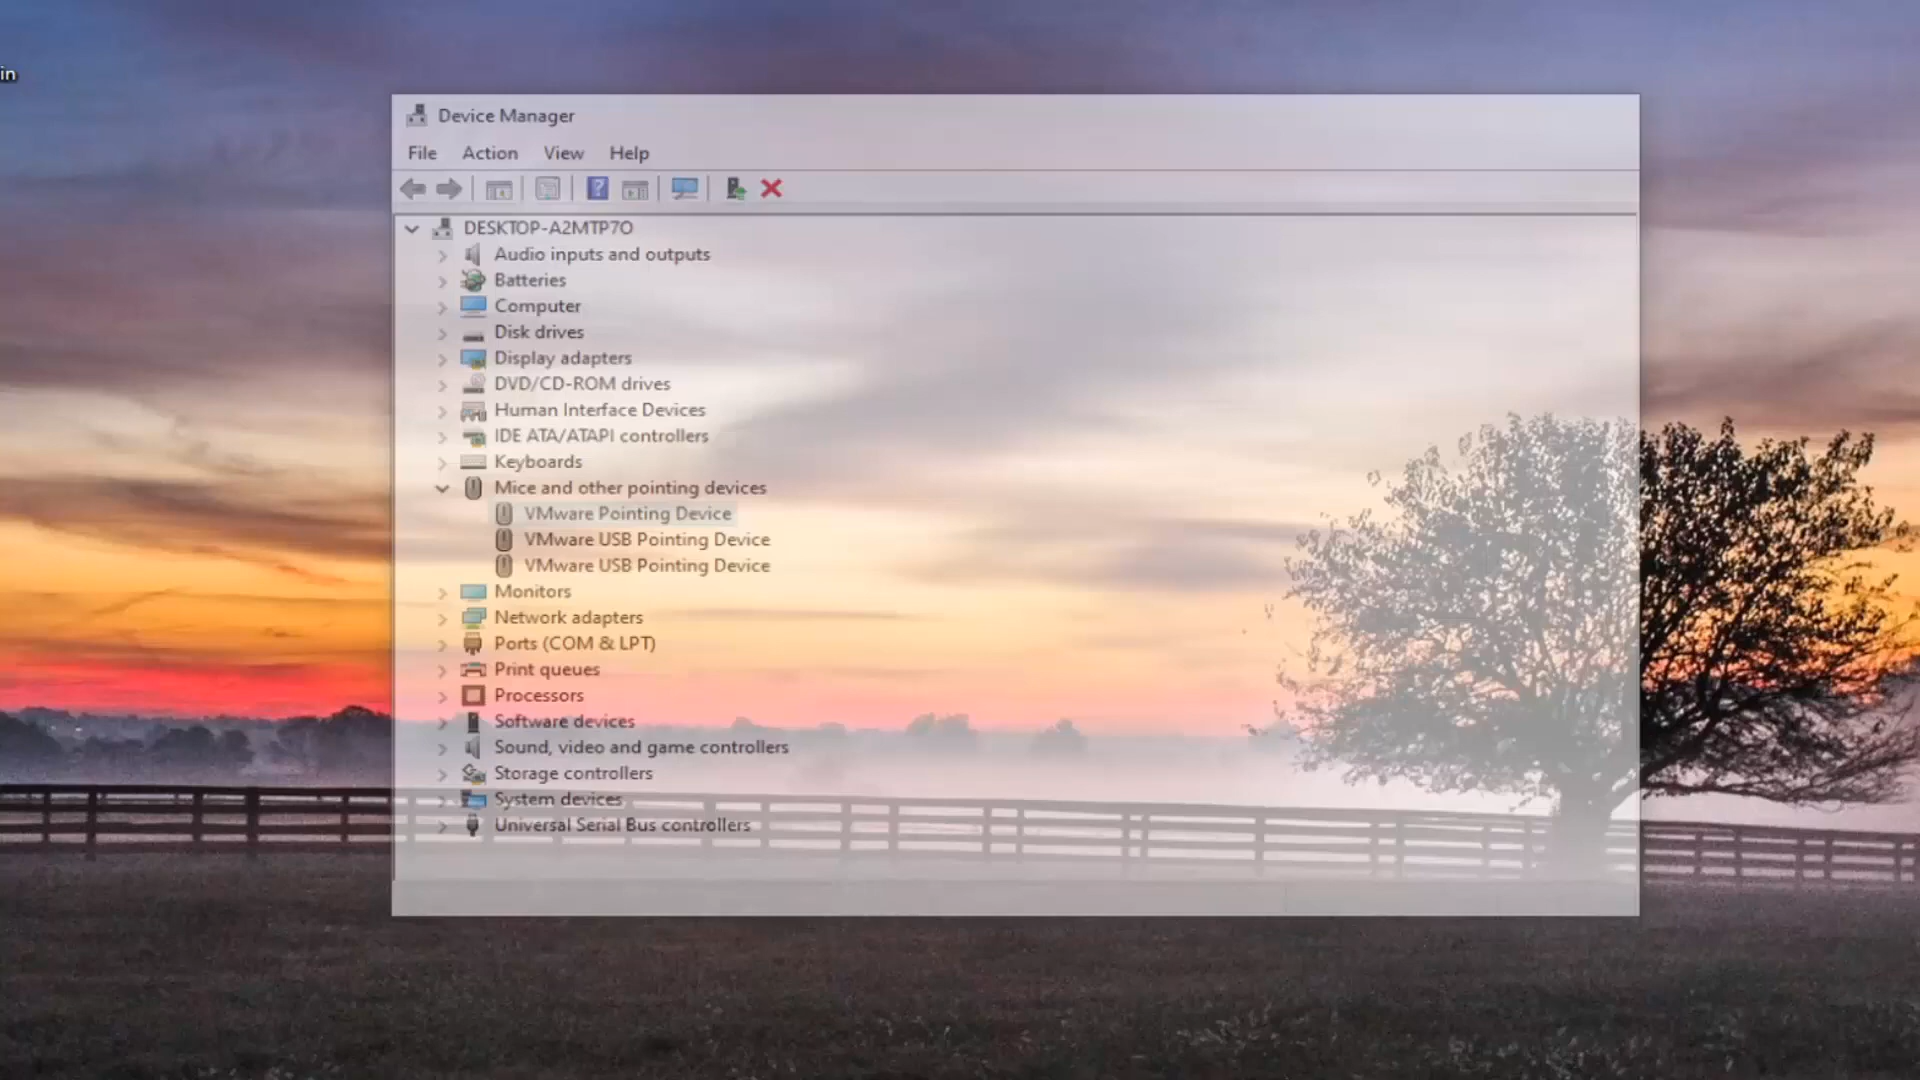 in
Device Manager
File Action View Help
DESKTOP-A2MTP7O
Audio inputs and outputs
Batteries
Computer
Disk drives
Display adapters
DVD/CD-ROM drives
Human Interface Devices
IDE ATA/ATAPI controllers
Keyboards
Mice and other pointing devices
VMware Pointing Device
VMware USB Pointing Device
VMware USB Pointing Device
Monitors
Network adapters
Ports (COM & LPT)
Print queues
Processors
Software devices
Sound, video and game controllers
Storage controllers
System devices
Universal Serial Bus controllers